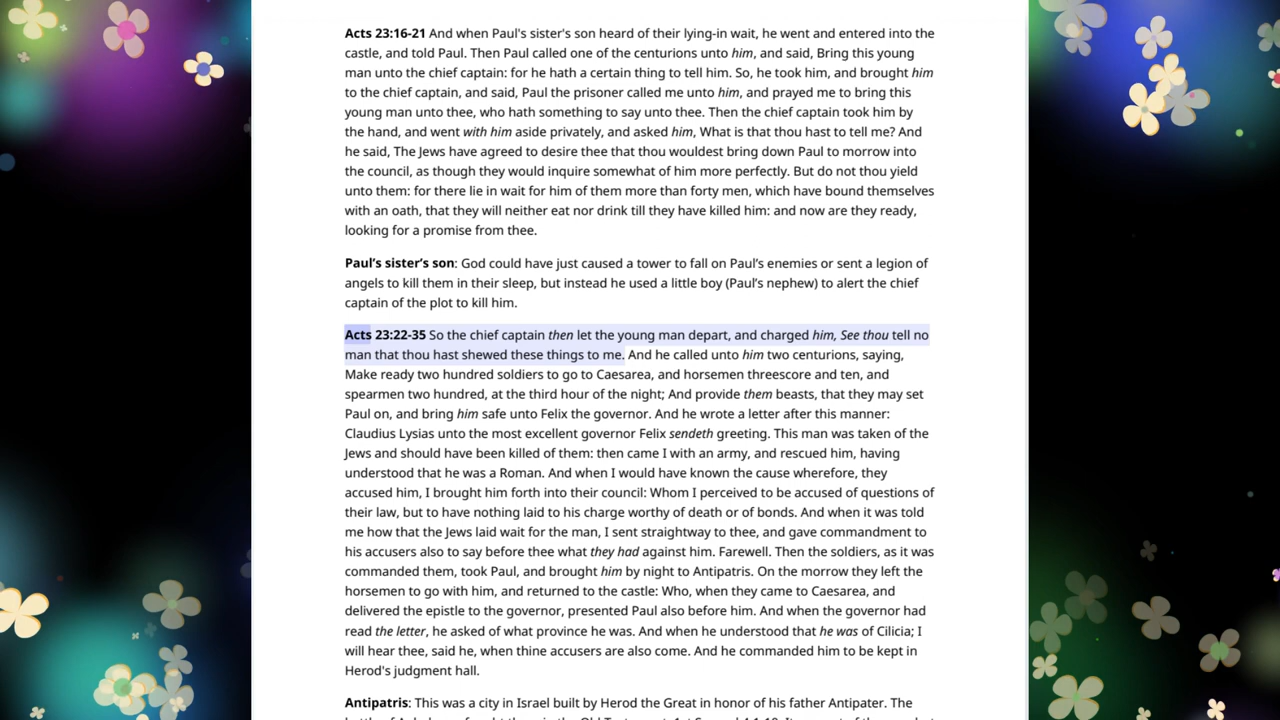 Acts 23:16-21 And when Paul's sister's son heard of their lying-in wait, he went and entered into the
castle, and told Paul. Then Paul called one of the centurions unto him, and said, Bring this young
man unto the chief captain: for he hath a certain thing to tell him. So, he took him, and brought him
to the chief captain, and said, Paul the prisoner called me unto him, and prayed me to bring this
young man unto thee, who hath something to say unto thee. Then the chief captain took him by
the hand, and went with him aside privately, and asked him, What is that thou hast to tell me? And
he said, The Jews have agreed to desire thee that thou wouldest bring down Paul to morrow into
the council, as though they would inquire somewhat of him more perfectly. But do not thou yield
unto them: for there lie in wait for him of them more than forty men, which have bound themselves
with an oath, that they will neither eat nor drink till they have killed him: and now are they ready,
looking for a promise from thee.
Paul’s sister’s son: God could have just caused a tower to fall on Paul’s enemies or sent a legion of
angels to kill them in their sleep, but instead he used a little boy (Paul’s nephew) to alert the chief
captain of the plot to kill him.
Acts 23:22-35 So the chief captain then let the young man depart, and charged him, See thou tell no
man that thou hast shewed these things to me. And he called unto him two centurions, saying,
Make ready two hundred soldiers to go to Caesarea, and horsemen threescore and ten, and
spearmen two hundred, at the third hour of the night; And provide them beasts, that they may set
Paul on, and bring him safe unto Felix the governor. And he wrote a letter after this manner:
Claudius Lysias unto the most excellent governor Felix sendeth greeting. This man was taken of the
Jews and should have been killed of them: then came I with an army, and rescued him, having
understood that he was a Roman. And when I would have known the cause wherefore, they
accused him, I brought him forth into their council: Whom I perceived to be accused of questions of
their law, but to have nothing laid to his charge worthy of death or of bonds. And when it was told
me how that the Jews laid wait for the man, I sent straightway to thee, and gave commandment to
his accusers also to say before thee what they had against him. Farewell. Then the soldiers, as it was
commanded them, took Paul, and brought him by night to Antipatris. On the morrow they left the
horsemen to go with him, and returned to the castle: Who, when they came to Caesarea, and
delivered the epistle to the governor, presented Paul also before him. And when the governor had
read the letter, he asked of what province he was. And when he understood that he was of Cilicia; I
will hear thee, said he, when thine accusers are also come. And he commanded him to be kept in
Herod's judgment hall.
Antipatris: This was a city in Israel built by Herod the Great in honor of his father Antipater. The